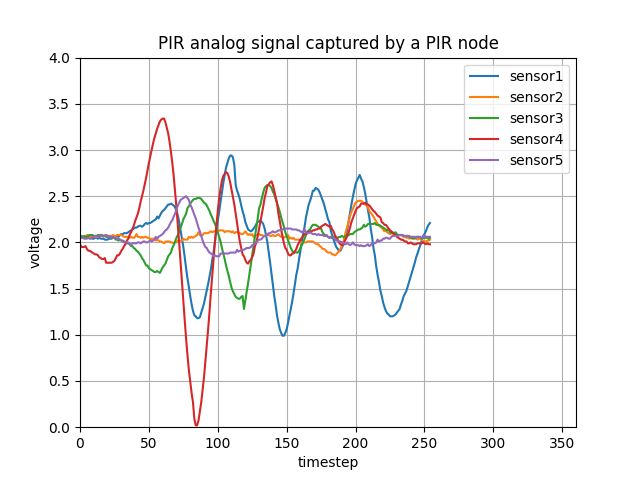 PIR analog signal captured by a PIR node
4.0
3.5
3.0
2.5
2.0
1.5
1.0
0.5
0.0
voltage
sensor1
sensor2
sensor3
sensor4
sensor5
0 50 100 150 200 250 300 350
timestep